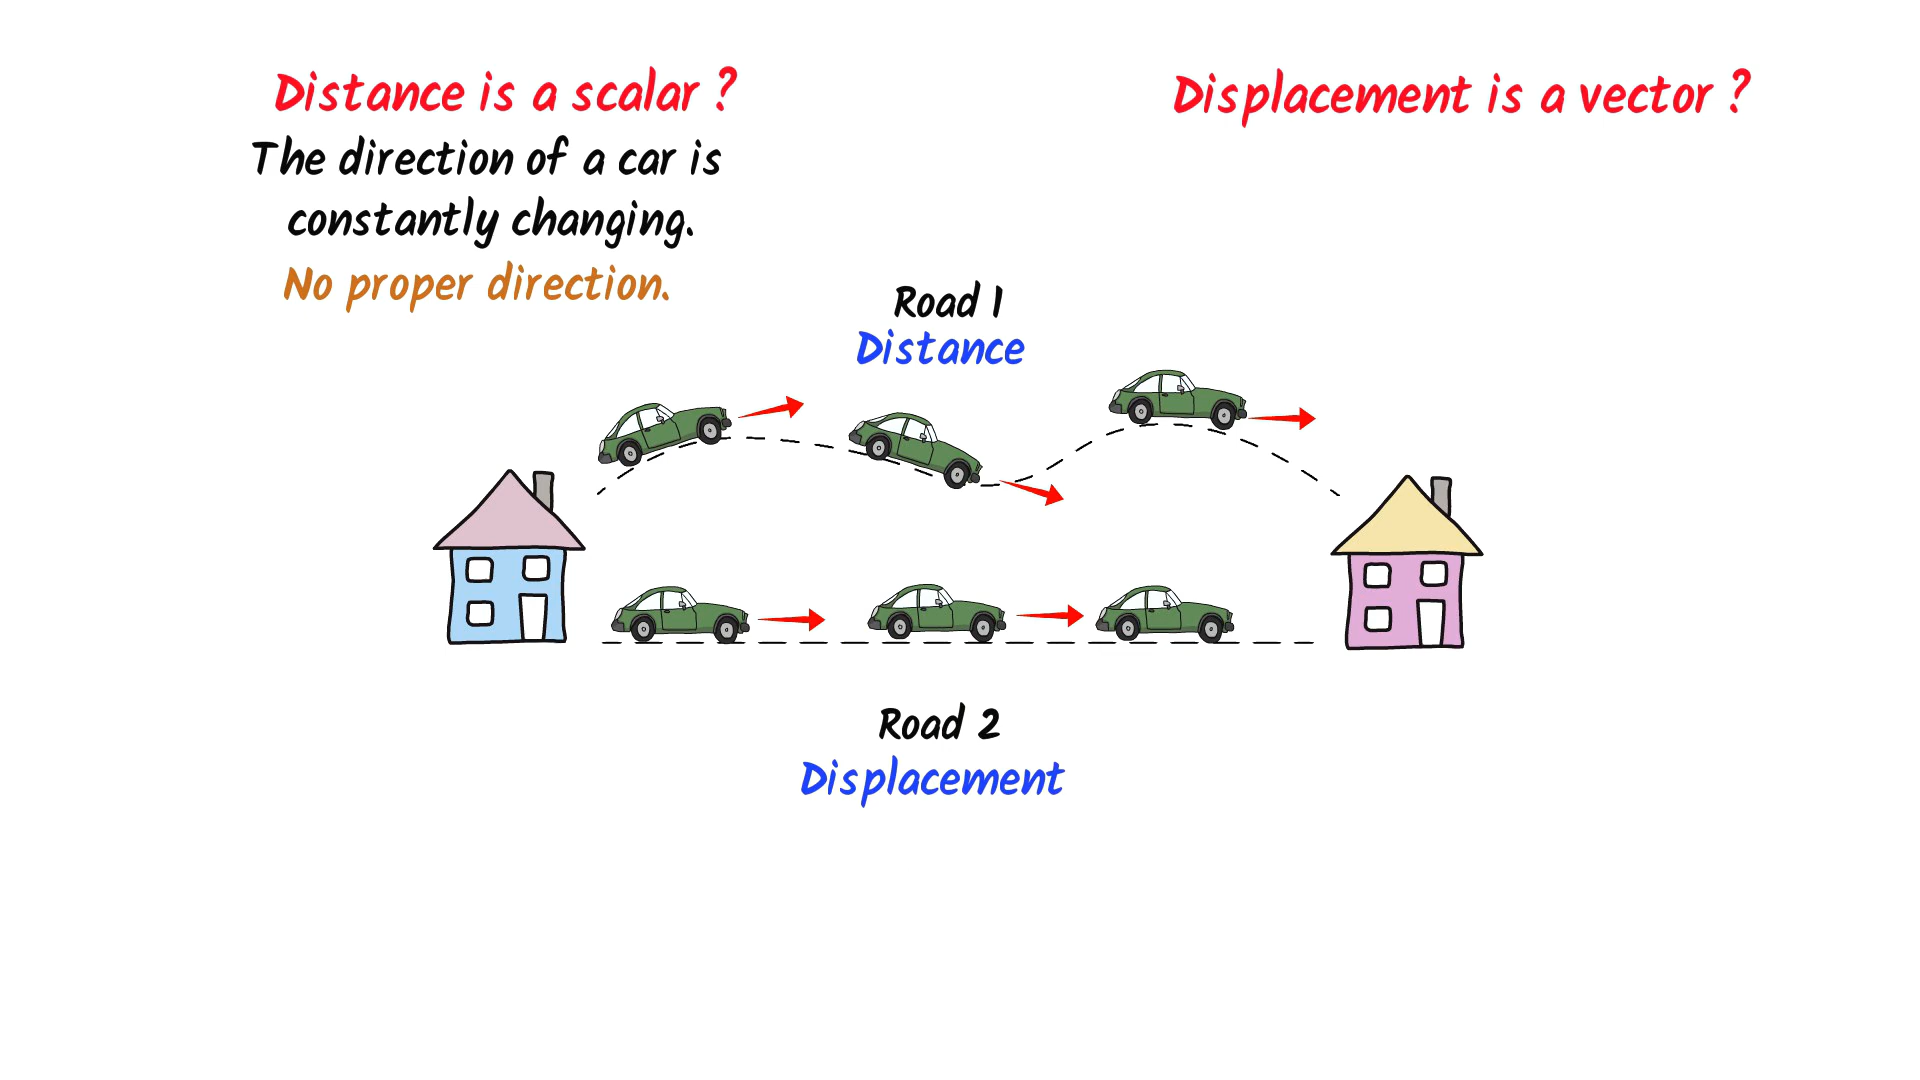 Distance is a scalar ?
The direction of a car is
constantly changing.
No proper direction.
Displacement is a vector ?
Road 1
Distance
Road 2
Displacement